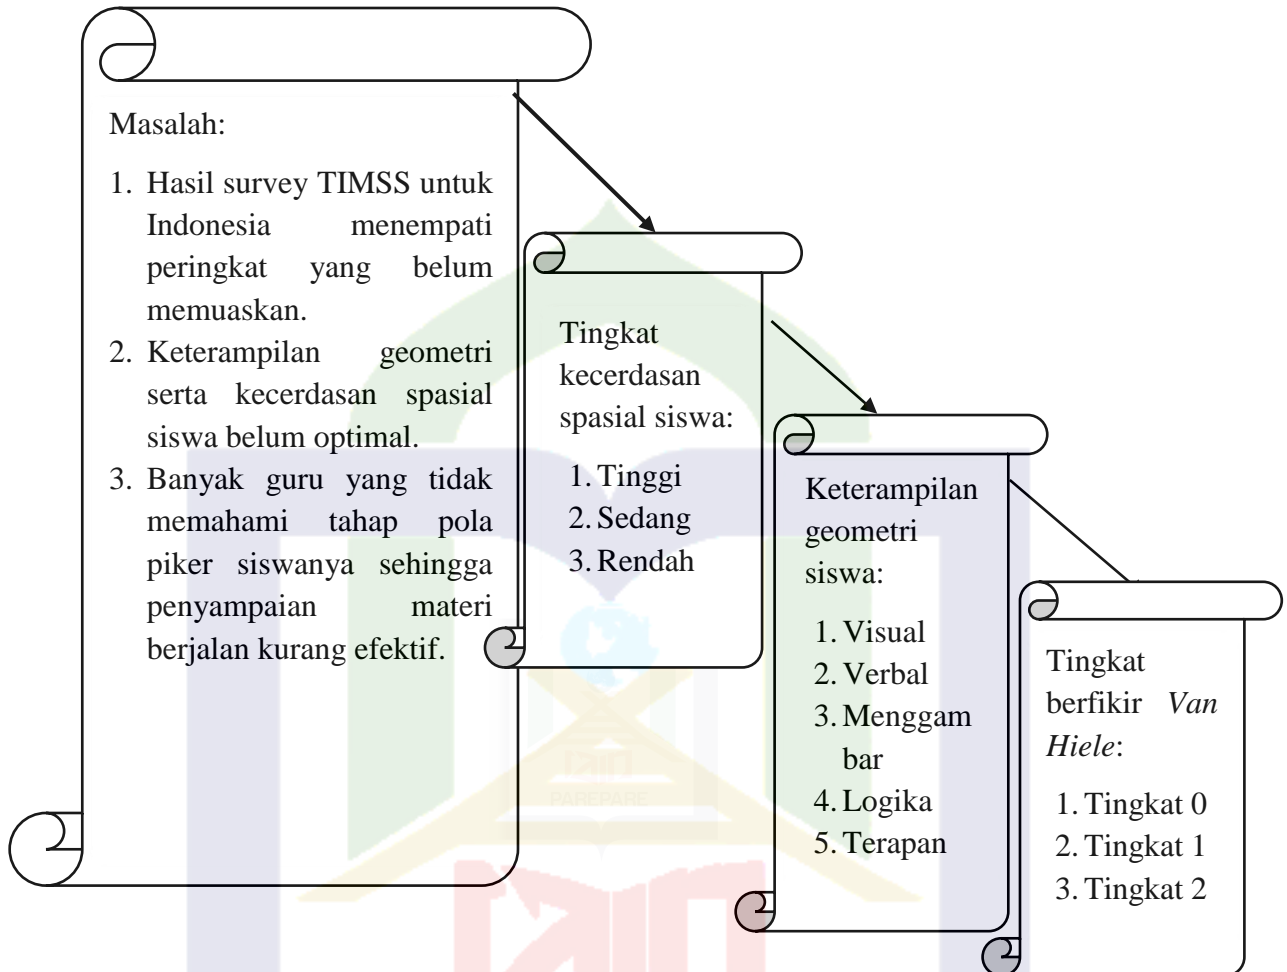 Masalah:
1. Hasil survey TIMSS untuk
Indonesia menempati
peringkat yang belum
memuaskan.
2. Keterampilan geometri
serta kecerdasan spasial
siswa belum optimal.
3. Banyak guru yang tidak
memahami tahap pola
piker siswanya sehingga
penyampaian materi
berjalan kurang efektif.
Tingkat
kecerdasan
spasial siswa:
1. Tinggi
2. Sedang
3. Rendah
Keterampilan
geometri
siswa:
1. Visual
2. Verbal
3. Menggam
bar
4. Logika
5. Terapan
Tingkat
berfikir Van
Hiele:
1. Tingkat 0
2. Tingkat 1
3. Tingkat 2
PAREPARE